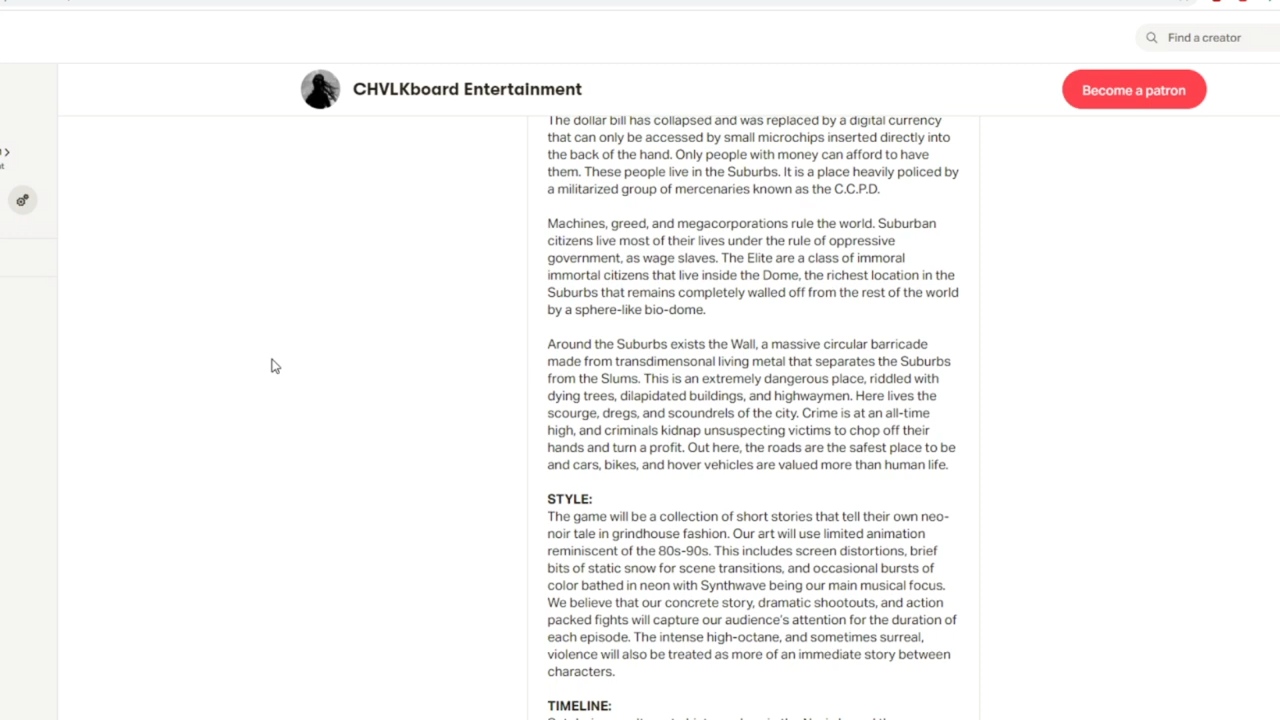 Find a creator
CHVLKboard Entertainment
Become a patron
The dollar bill has collapsed and was replaced by a digital currency
that can only be accessed by small microchips inserted directly into
the back of the hand. Only people with money can afford to have
them. These people live in the Suburbs. It is a place heavily policed by
a militarized group of mercenaries known as the C.C.P.D.
Machines, greed, and megacorporations rule the world. Suburban
citizens live most of their lives under the rule of oppressive
government, as wage slaves. The Elite are a class of immoral
immortal citizens that live inside the Dome, the richest location in the
Suburbs that remains completely walled off from the rest of the world
by a sphere-like bio-dome.
Around the Suburbs exists the Wall, a massive circular barricade
made from transdimensonal living metal that separates the Suburbs
from the Slums. This is an extremely dangerous place, riddled with
dying trees, dilapidated buildings, and highwaymen. Here lives the
scourge, dregs, and scoundrels of the city. Crime is at an all-time
high, and criminals kidnap unsuspecting victims to chop off their
hands and turn a profit. Out here, the roads are the safest place to be
and cars, bikes, and hover vehicles are valued more than human life.
STYLE:
The game will be a collection of short stories that tell their own neo-
noir tale in grindhouse fashion. Our art will use limited animation
reminiscent of the 80s-90s. This includes screen distortions, brief
bits of static snow for scene transitions, and occasional bursts of
color bathed in neon with Synthwave being our main musical focus.
We believe that our concrete story, dramatic shootouts, and action
packed fights will capture our audience's attention for the duration of
each episode. The intense high-octane, and sometimes surreal,
violence will also be treated as more of an immediate story between
characters.
TIMELINE: